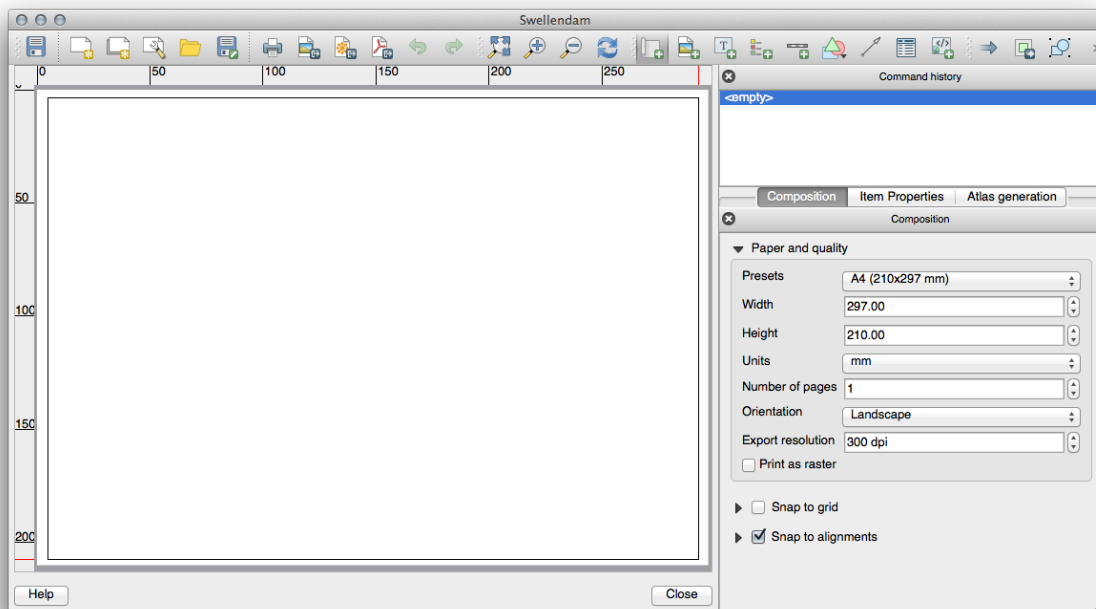 Swellendam
0 50 100 150 200 250
Command history
<empty>
50
Composition Item Properties Atlas generation
Composition
Paper and quality
Presets A4 (210x297 mm)
Width 297.00
100
Height 210.00
Units mm
Number of pages 1
Orientation Landscape
150
Export resolution 300 dpi
Print as raster
Snap to grid
200
Snap to alignments
Help Close